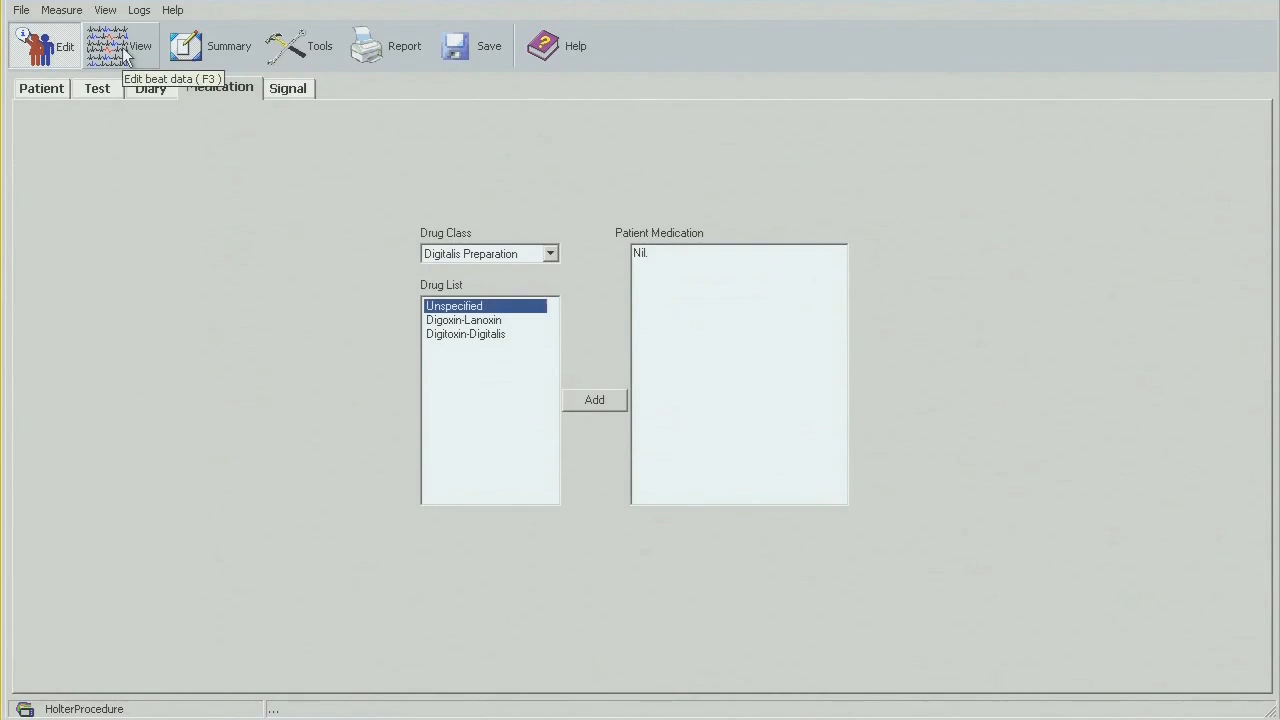 File Measure View Logs Help
Edit View Summary Tools Report Save Help
Edit beat data ( F3 )
Patient Test Diary Medication Signal
Drug Class Patient Medication
Digitalis Preparation Nil.
Drug List
Unspecified
Digoxin-Lanoxin
Digitoxin-Digitalis
Add
HolterProcedure ...